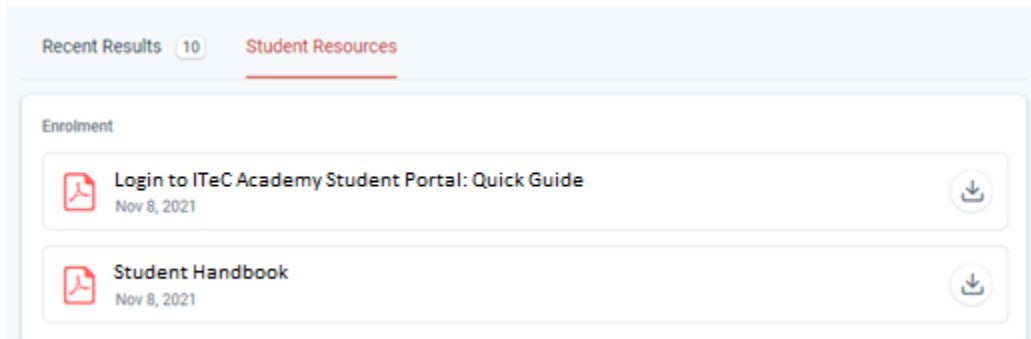 Recent Results 10 Student Resources
Enrolment
Login to ITeC Academy Student Portal: Quick Guide
Nov 8, 2021
Student Handbook
Nov 8, 2021